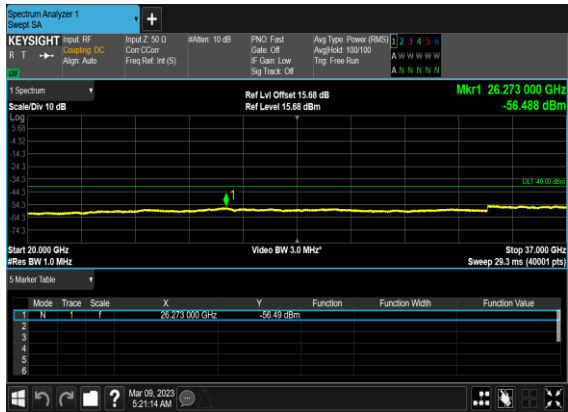 Spectrum Analyzer 1
Swept SA
+
KEYSIGHT Input: RF Input Z: 50 Ω #Atten: 10 dB PNO: Fast Avg Type: Power (RMS) 1 2 3 4 5 6
R T Coupling: DC Corr CCorr Gate: Off Avg|Hold: 100/100 A W W W W W
Align: Auto Freq Ref: Int (S) IF Gain: Low Trig: Free Run
LXI Sig Track: Off A N N N N N
1 Spectrum Ref Lvl Offset 15.68 dB Mkr1 26.273 000 GHz
Scale/Div 10 dB Ref Level 15.68 dBm -56.488 dBm
Log
5.68
-4.32
-14.3
-24.3
DL1 -40.00 dBm
-34.3
-44.3
1
-54.3
-64.3
-74.3
Start 20.000 GHz Video BW 3.0 MHz* Stop 37.000 GHz
#Res BW 1.0 MHz Sweep 29.3 ms (40001 pts)
5 Marker Table
Mode Trace Scale X Y Function Function Width Function Value
1 N 1 f 26.273 000 GHz -56.49 dBm
2
3
4
5
6
? Mar 09, 2023
5:21:14 AM